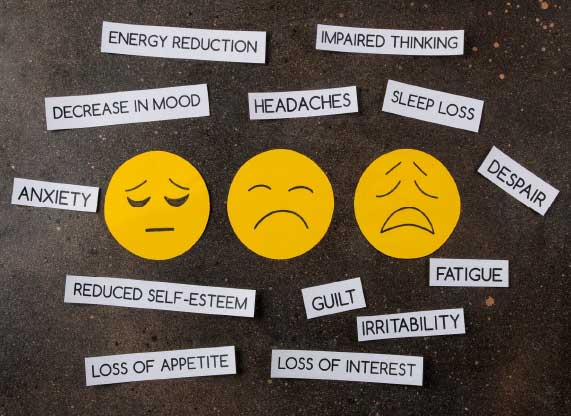 ENERGY REDUCTION
IMPAIRED THINKING
DECREASE IN MOOD
HEADACHES
SLEEP LOSS
ANXIETY
DESPAIR
REDUCED SELF-ESTEEM
GUILT
FATIGUE
IRRITABILITY
LOSS OF APPETITE
LOSS OF INTEREST